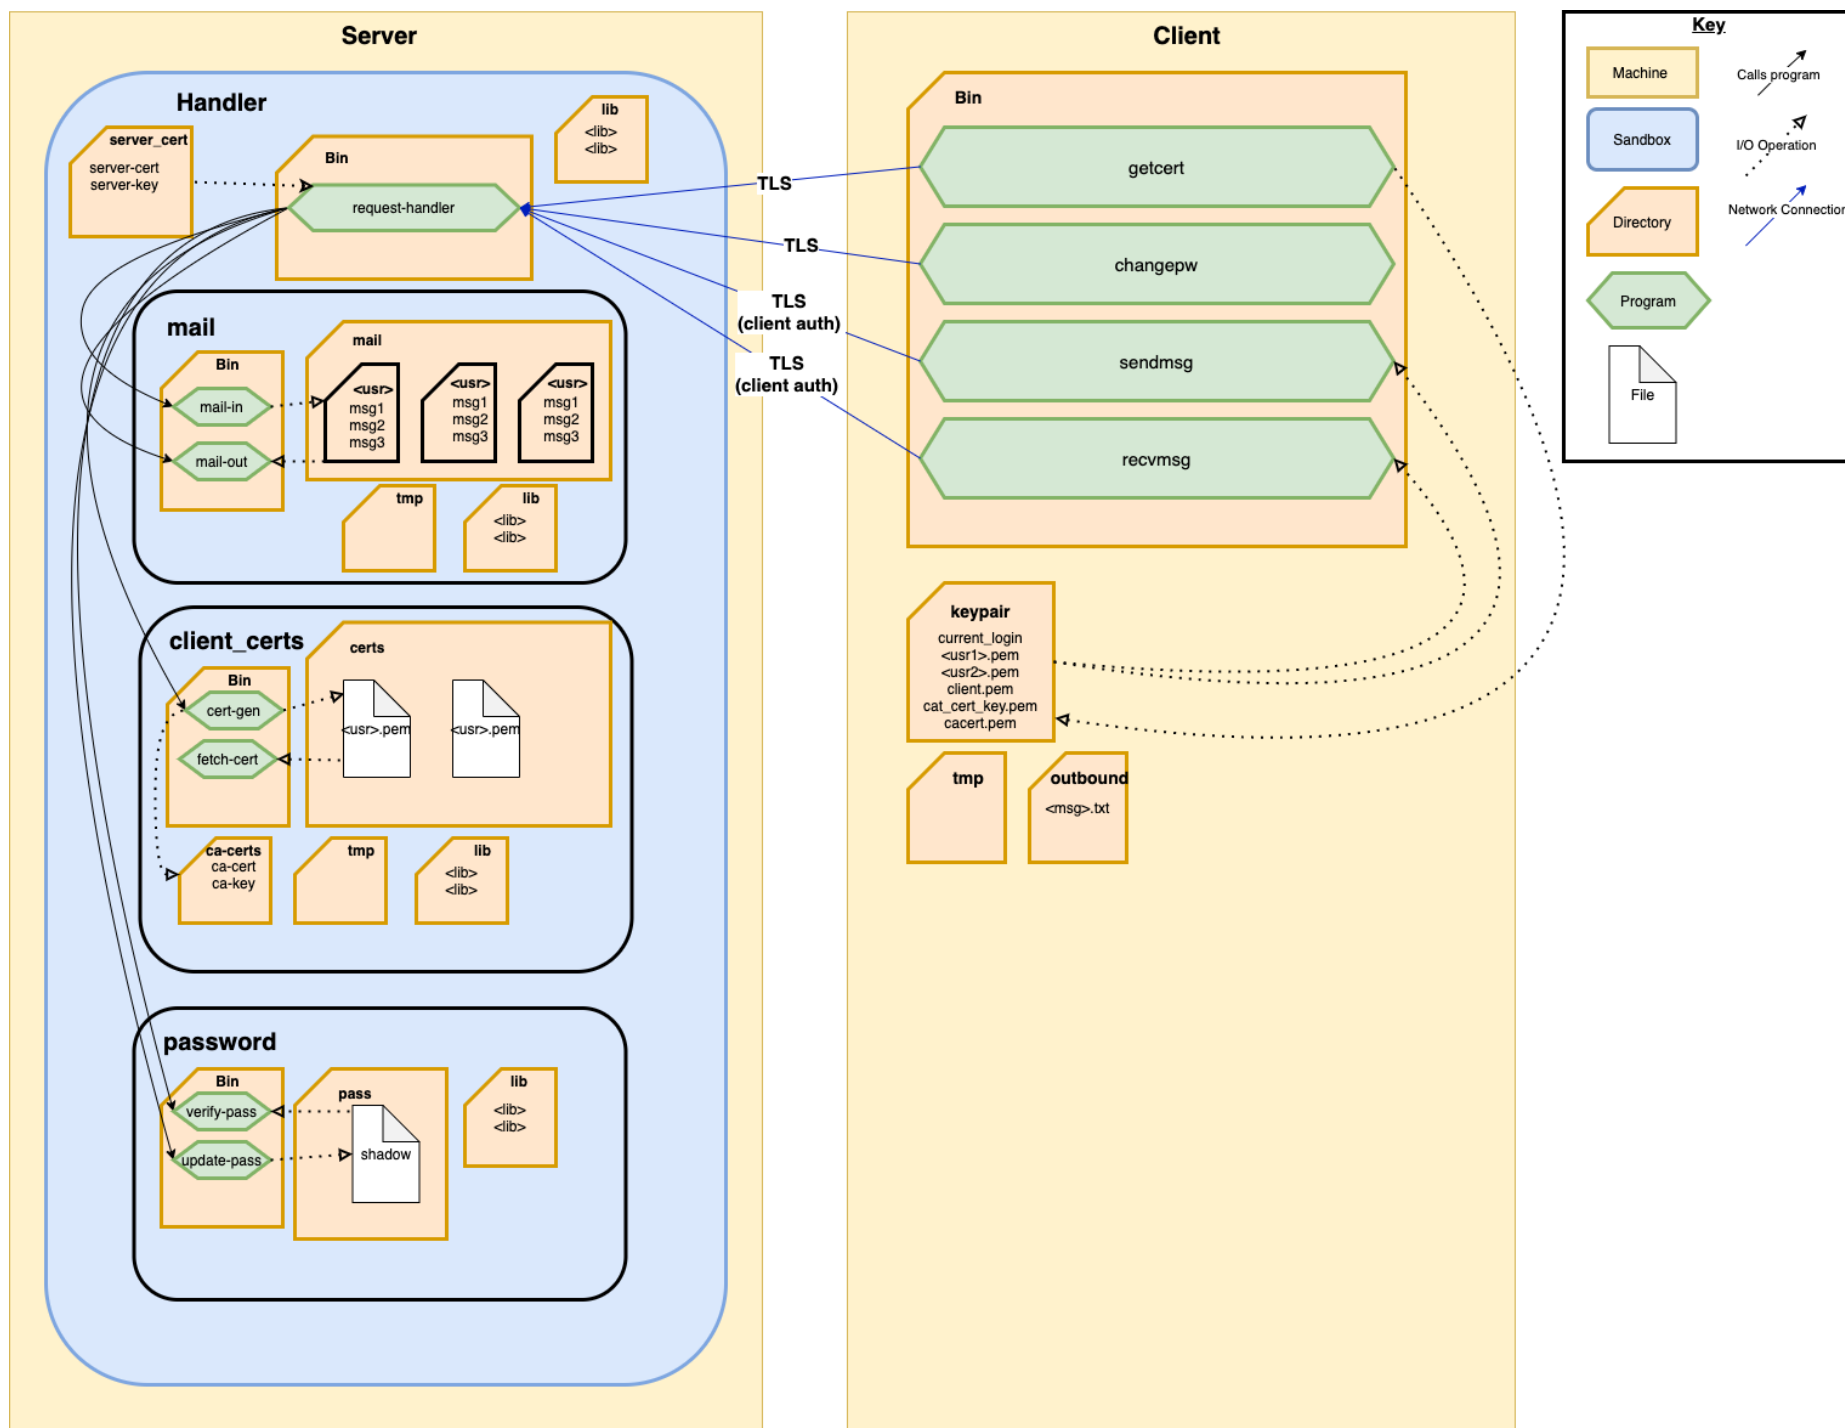 Server
Handler
server_cert
server-cert
server-key
Bin
request-handler
lib
<lib>
<lib>
mail
Bin
mail-in
mail-out
mail
<usr>
msg1
msg2
msg3
<usr>
msg1
msg2
msg3
<usr>
msg1
msg2
msg3
tmp
lib
<lib>
<lib>
client_certs
Bin
cert-gen
fetch-cert
certs
<usr>.pem
<usr>.pem
ca-certs
ca-cert
ca-key
tmp
lib
<lib>
<lib>
password
Bin
verify-pass
update-pass
pass
shadow
lib
<lib>
<lib>
TLS
TLS
TLS
(client auth)
TLS
(client auth)
Client
Bin
getcert
changepw
sendmsg
recvmsg
keypair
current_login
<usr1>.pem
<usr2>.pem
client.pem
cat_cert_key.pem
cacert.pem
tmp
outbound
<msg>.txt
Key
Machine
Calls program
Sandbox
I/O Operation
Directory
Network Connection
Program
File